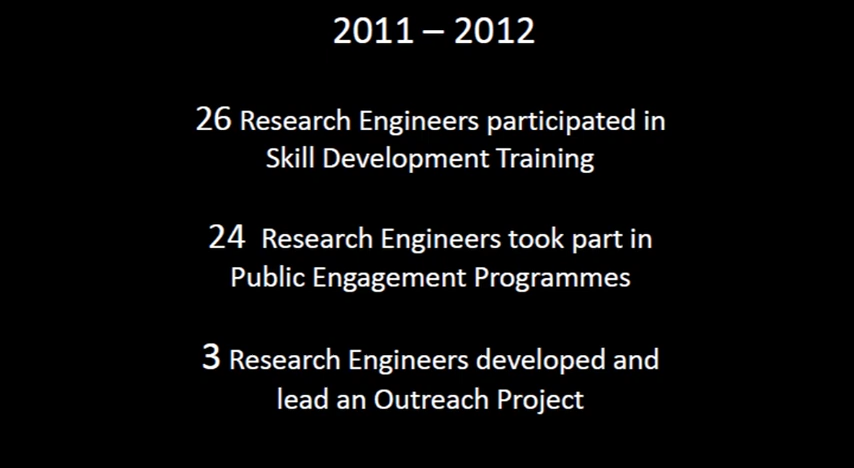 2011 – 2012
26 Research Engineers participated in
Skill Development Training
24 Research Engineers took part in
Public Engagement Programmes
3 Research Engineers developed and
lead an Outreach Project